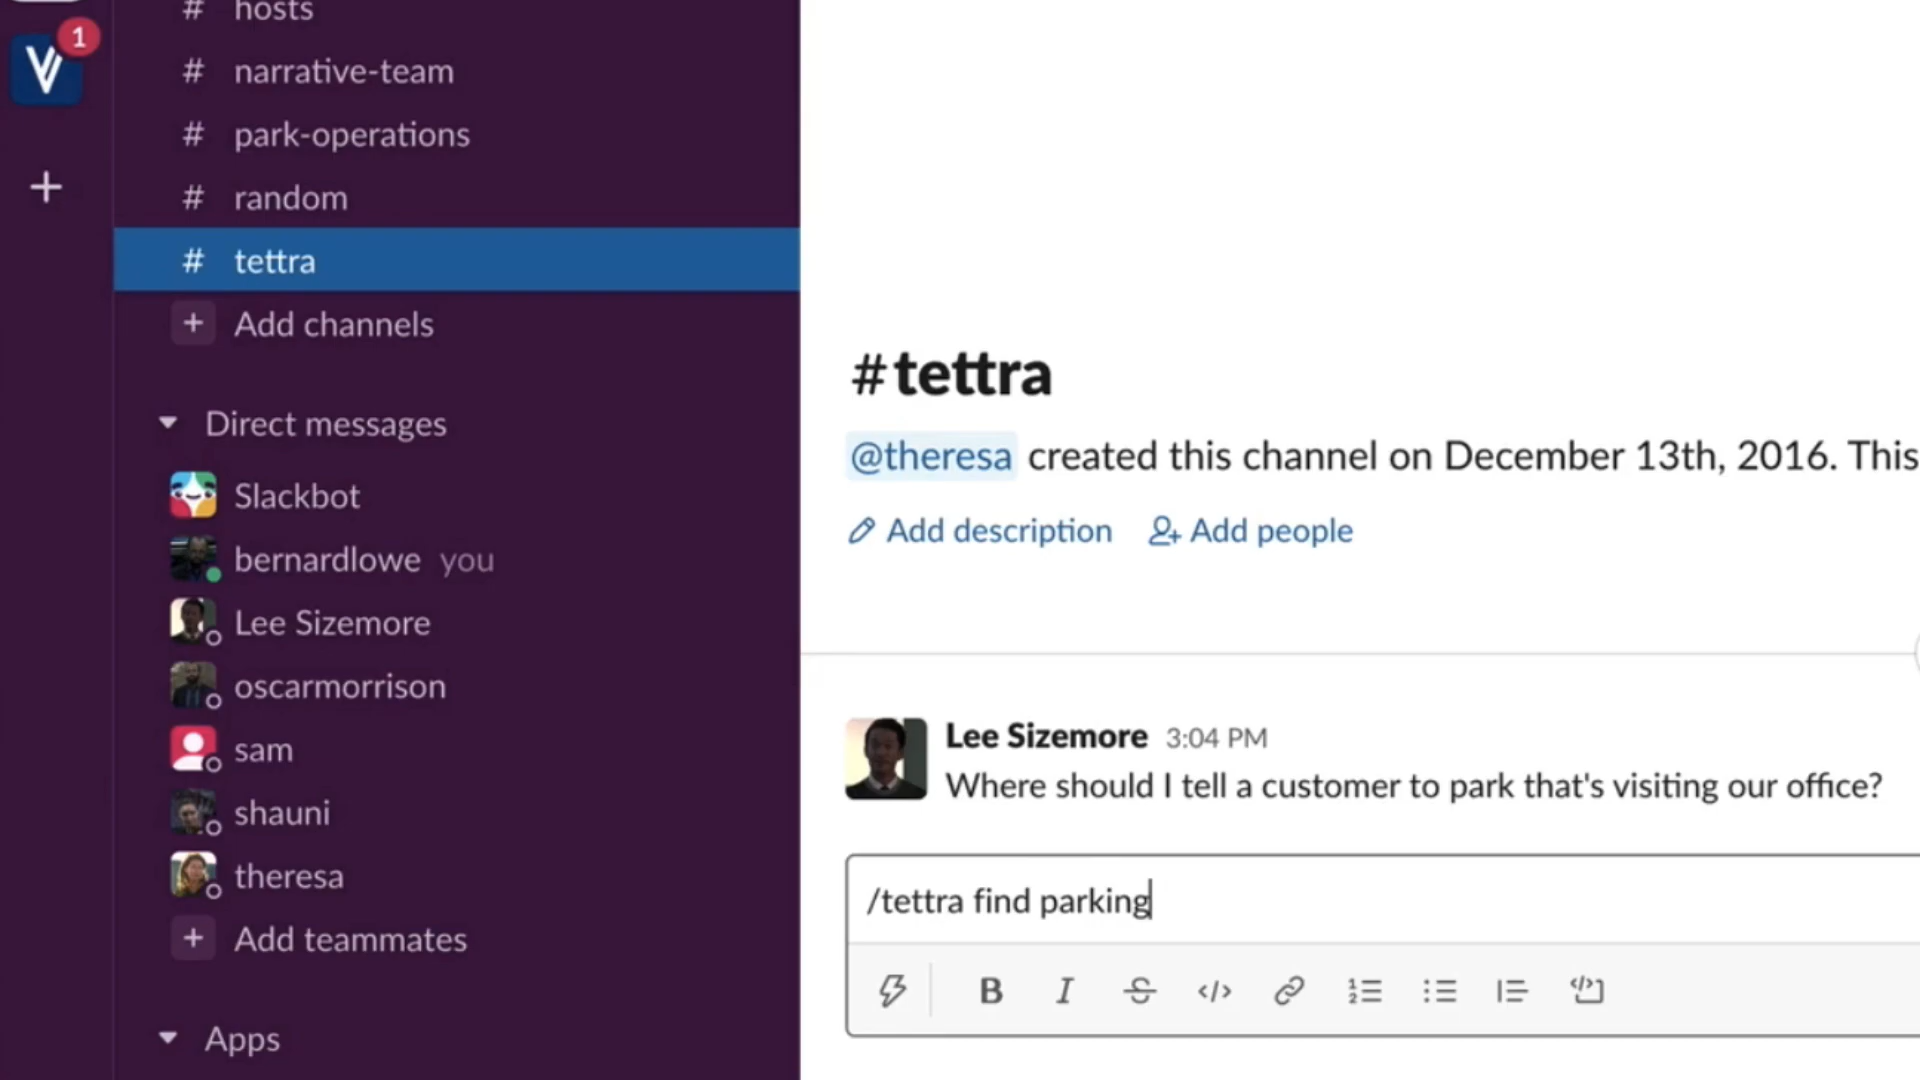 # hosts
1
V
# narrative-team
# park-operations
# random
# tettra
+ Add channels
Direct messages
Slackbot
bernardlowe you
Lee Sizemore
oscarmorrison
sam
shauni
theresa
+ Add teammates
Apps
#tettra
@theresa created this channel on December 13th, 2016. This
Add description Add people
Lee Sizemore 3:04 PM
Where should I tell a customer to park that's visiting our office?
/tettra find parking
B I S </>